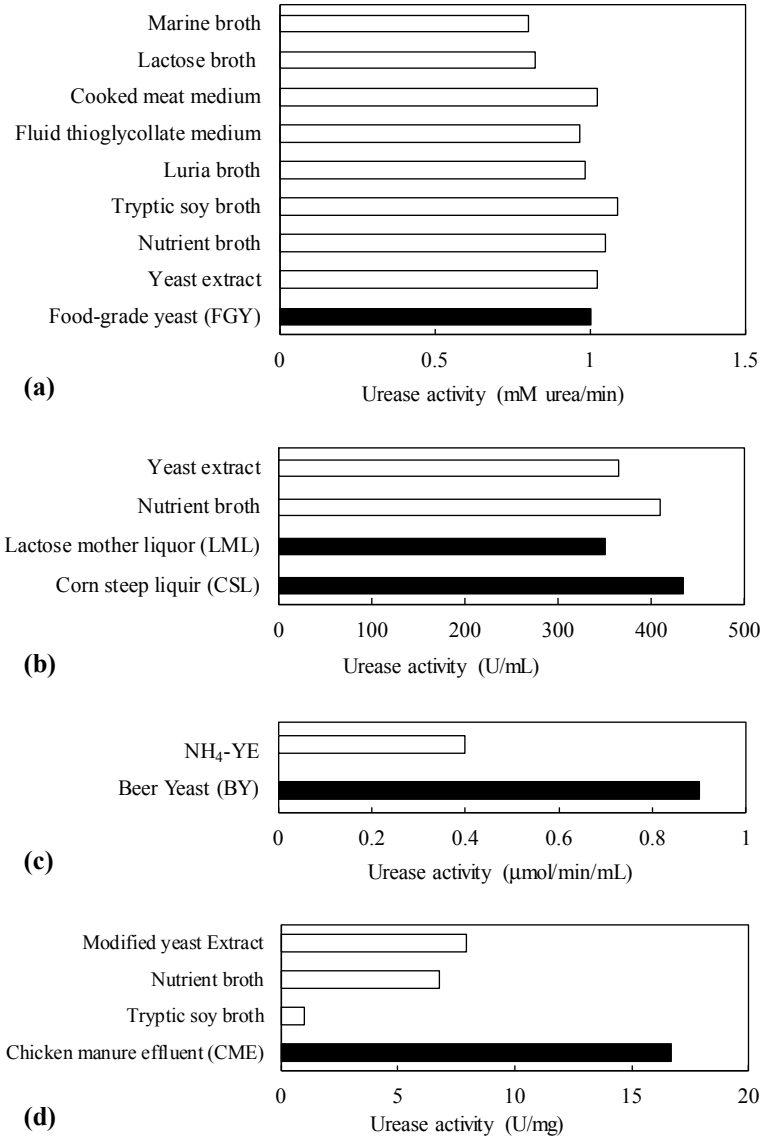 Marine broth
Lactose broth
Cooked meat medium
Fluid thioglycollate medium
Luria broth
Tryptic soy broth
Nutrient broth
Yeast extract
Food-grade yeast (FGY)
0 0.5 1 1.5
(a)
Urease activity (mM urea/min)
Yeast extract
Nutrient broth
Lactose mother liquor (LML)
Corn steep liquir (CSL)
0 100 200 300 400 500
(b)
Urease activity (U/mL)
NH₄-YE
Beer Yeast (BY)
0 0.2 0.4 0.6 0.8 1
(c)
Urease activity (μmol/min/mL)
Modified yeast Extract
Nutrient broth
Tryptic soy broth
Chicken manure effluent (CME)
0 5 10 15 20
(d)
Urease activity (U/mg)